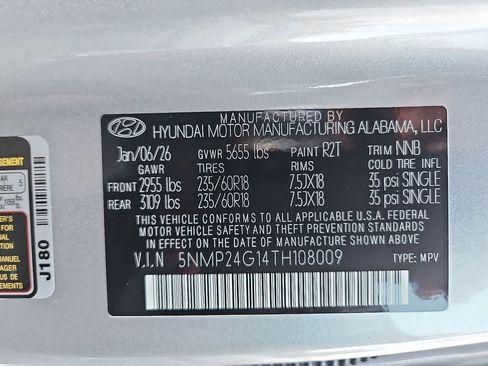 MANUFACTURED BY
HYUNDAI MOTOR MANUFACTURING ALABAMA, LLC
Jan/06/26 GVWR 5655 lbs PAINT R2T TRIM NNB
GAWR TIRES RIMS COLD TIRE INF. PR.
FRONT 2955 lbs 235/60R18 7.5JX18 35 psi SINGLE
REAR 3109 lbs 235/60R18 7.5JX18 35 psi SINGLE
THIS VEHICLE CONFORMS TO ALL APPLICABLE U.S.A. FEDERAL
MOTOR VEHICLE SAFETY AND THEFT PREVENTION STANDARDS
IN EFFECT ON THE DATE OF MANUFACTURE SHOWN ABOVE.
V.I.N 5NMP24G14TH108009 TYPE: MPV
J180